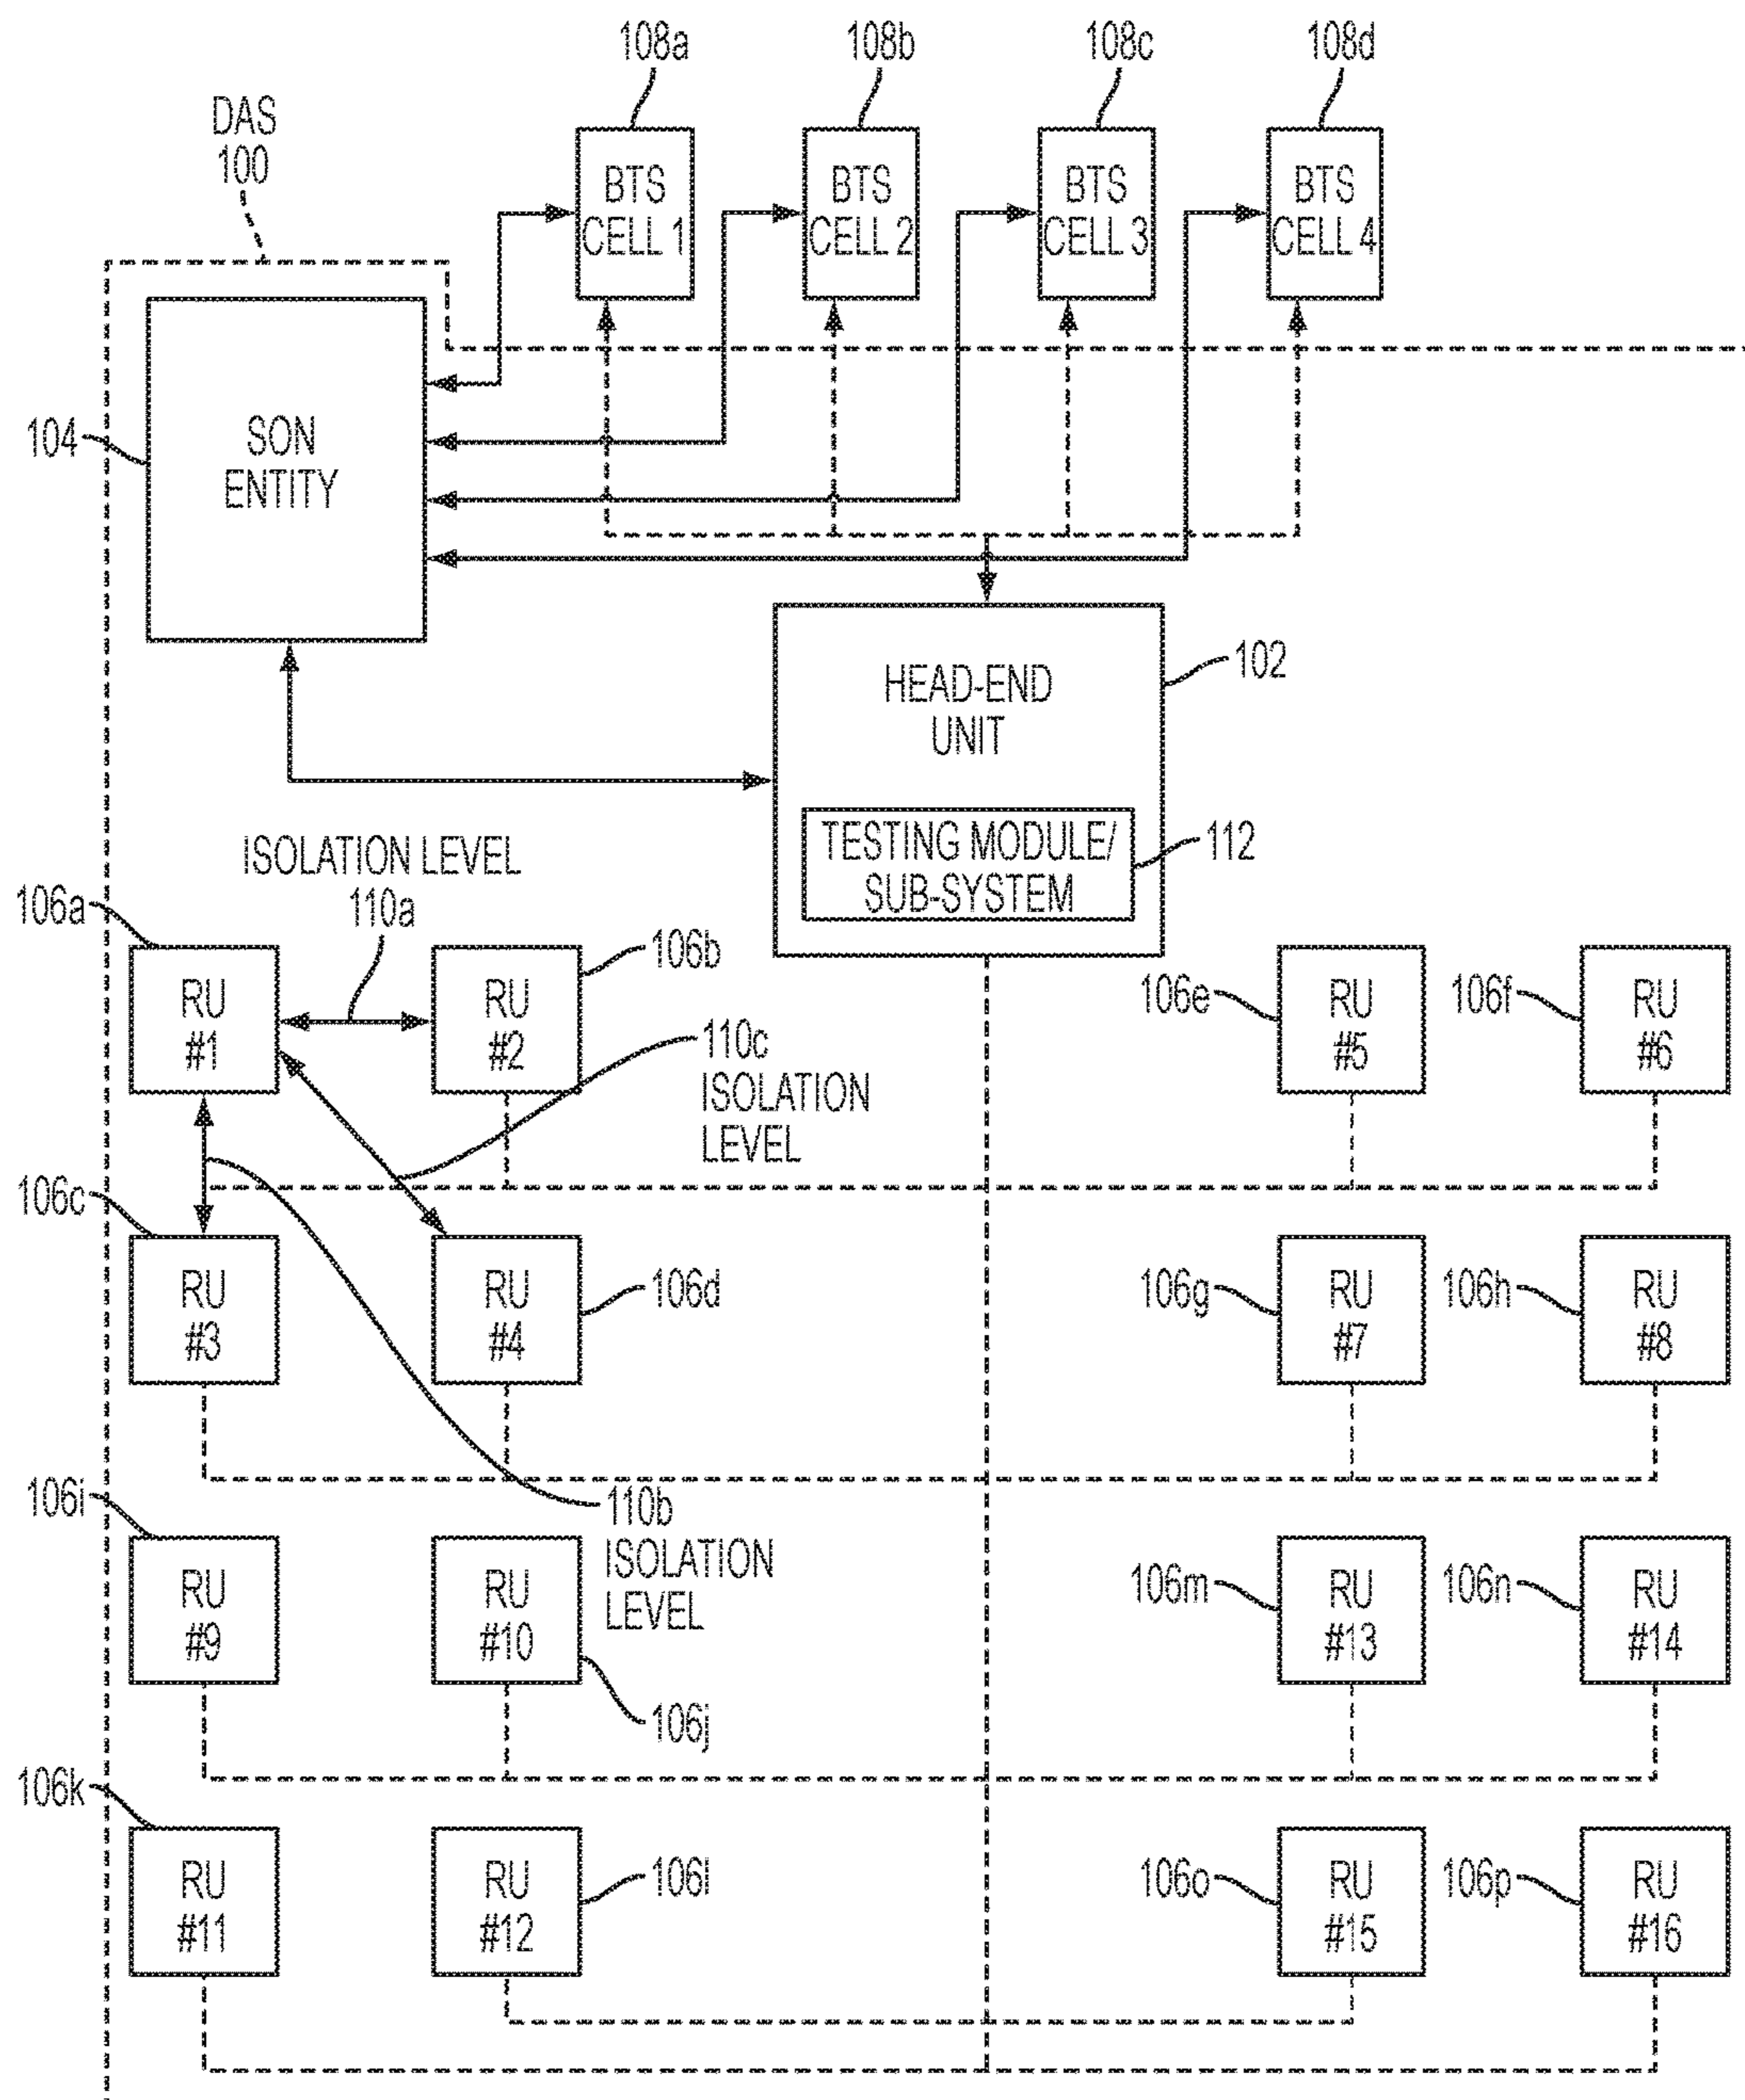 108a
108b
108c
108d
DAS
100
BTS
CELL 1
BTS
CELL 2
BTS
CELL 3
BTS
CELL 4
104
SON
ENTITY
HEAD-END
UNIT
102
TESTING MODULE/
SUB-SYSTEM
112
ISOLATION LEVEL
110a
106a
RU
#1
RU
#2
106b
110c
ISOLATION
LEVEL
106e
RU
#5
106f
RU
#6
106c
RU
#3
RU
#4
106d
106g
RU
#7
106h
RU
#8
110b
ISOLATION
LEVEL
106i
RU
#9
RU
#10
106j
106m
RU
#13
106n
RU
#14
106k
RU
#11
RU
#12
106l
106o
RU
#15
106p
RU
#16